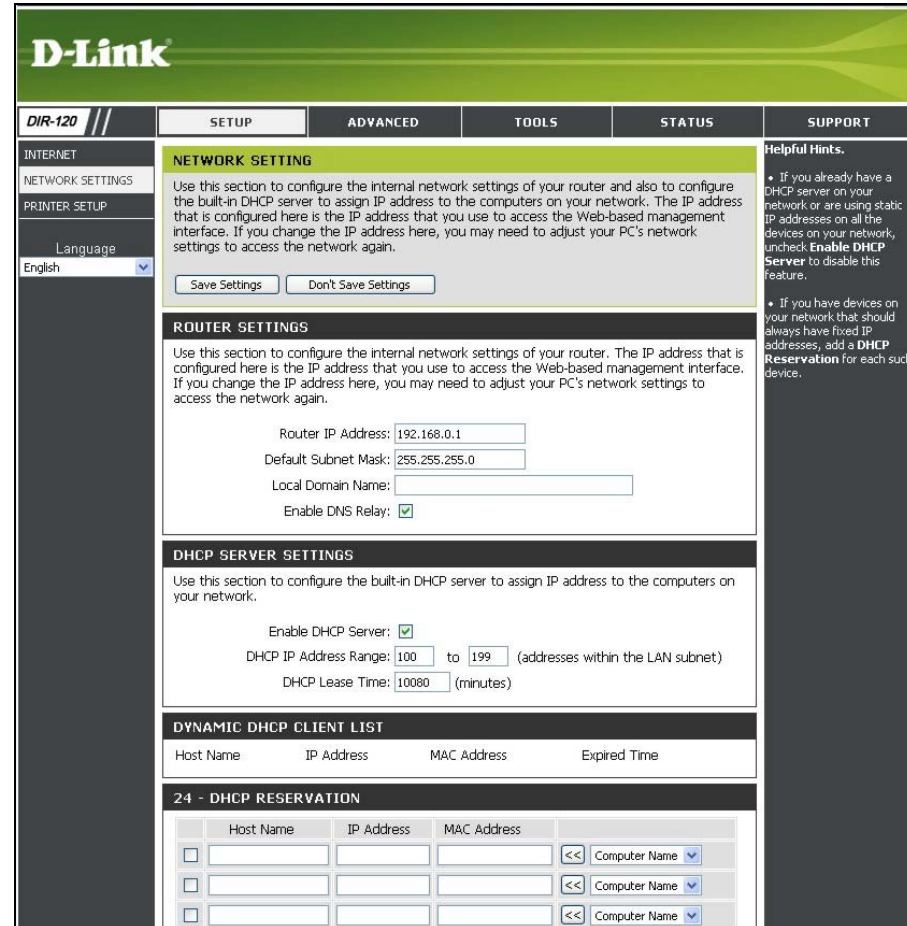 D-Link
DIR-120
SETUP
ADVANCED
TOOLS
STATUS
SUPPORT
INTERNET
NETWORK SETTINGS
PRINTER SETUP
Language
English
NETWORK SETTING
Use this section to configure the internal network settings of your router and also to configure
the built-in DHCP server to assign IP address to the computers on your network. The IP address
that is configured here is the IP address that you use to access the Web-based management
interface. If you change the IP address here, you may need to adjust your PC's network
settings to access the network again.
Save Settings
Don't Save Settings
ROUTER SETTINGS
Use this section to configure the internal network settings of your router. The IP address that is
configured here is the IP address that you use to access the Web-based management interface.
If you change the IP address here, you may need to adjust your PC's network settings to
access the network again.
Router IP Address: 192.168.0.1
Default Subnet Mask: 255.255.255.0
Local Domain Name:
Enable DNS Relay:
DHCP SERVER SETTINGS
Use this section to configure the built-in DHCP server to assign IP address to the computers on
your network.
Enable DHCP Server:
DHCP IP Address Range: 100 to 199 (addresses within the LAN subnet)
DHCP Lease Time: 10080 (minutes)
DYNAMIC DHCP CLIENT LIST
Host Name IP Address MAC Address Expired Time
24 - DHCP RESERVATION
Host Name IP Address MAC Address
<< Computer Name
<< Computer Name
<< Computer Name
Helpful Hints.
• If you already have a
DHCP server on your
network or are using static
IP addresses on all the
devices on your network,
uncheck Enable DHCP
Server to disable this
feature.
• If you have devices on
your network that should
always have fixed IP
addresses, add a DHCP
Reservation for each such
device.